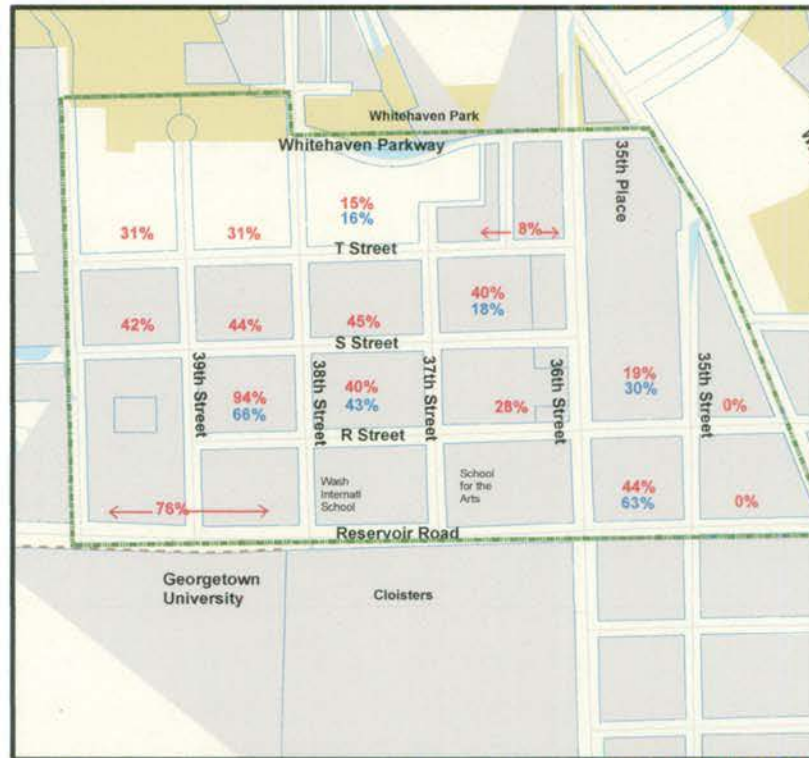 Whitehaven Park
Whitehaven Parkway
35th Place
15%
16%
31%
31%
8%
T Street
42%
44%
45%
40%
18%
S Street
39th Street
38th Street
37th Street
36th Street
35th Street
94%
66%
40%
43%
28%
19%
30%
0%
R Street
Wash
Internatl
School
School
for the
Arts
44%
63%
0%
76%
Reservoir Road
Georgetown
University
Cloisters